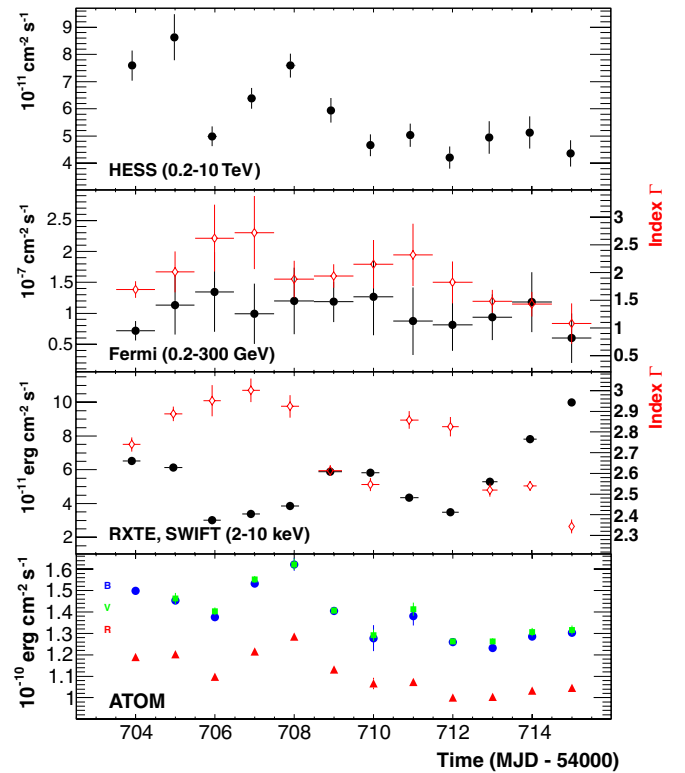 9
8
7
6
5
4
10⁻¹¹ cm⁻² s⁻¹
HESS (0.2-10 TeV)
2.5
2
1.5
1
0.5
10⁻⁷ cm⁻² s⁻¹
3
2.5
2
1.5
1
0.5
Index Γ
Fermi (0.2-300 GeV)
10
8
6
4
2
10⁻¹¹ erg cm⁻² s⁻¹
3
2.9
2.8
2.7
2.6
2.5
2.4
2.3
Index Γ
RXTE, SWIFT (2-10 keV)
1.6
1.5
1.4
1.3
1.2
1.1
1
10⁻¹⁰ erg cm⁻² s⁻¹
B
V
R
ATOM
704 706 708 710 712 714
Time (MJD - 54000)